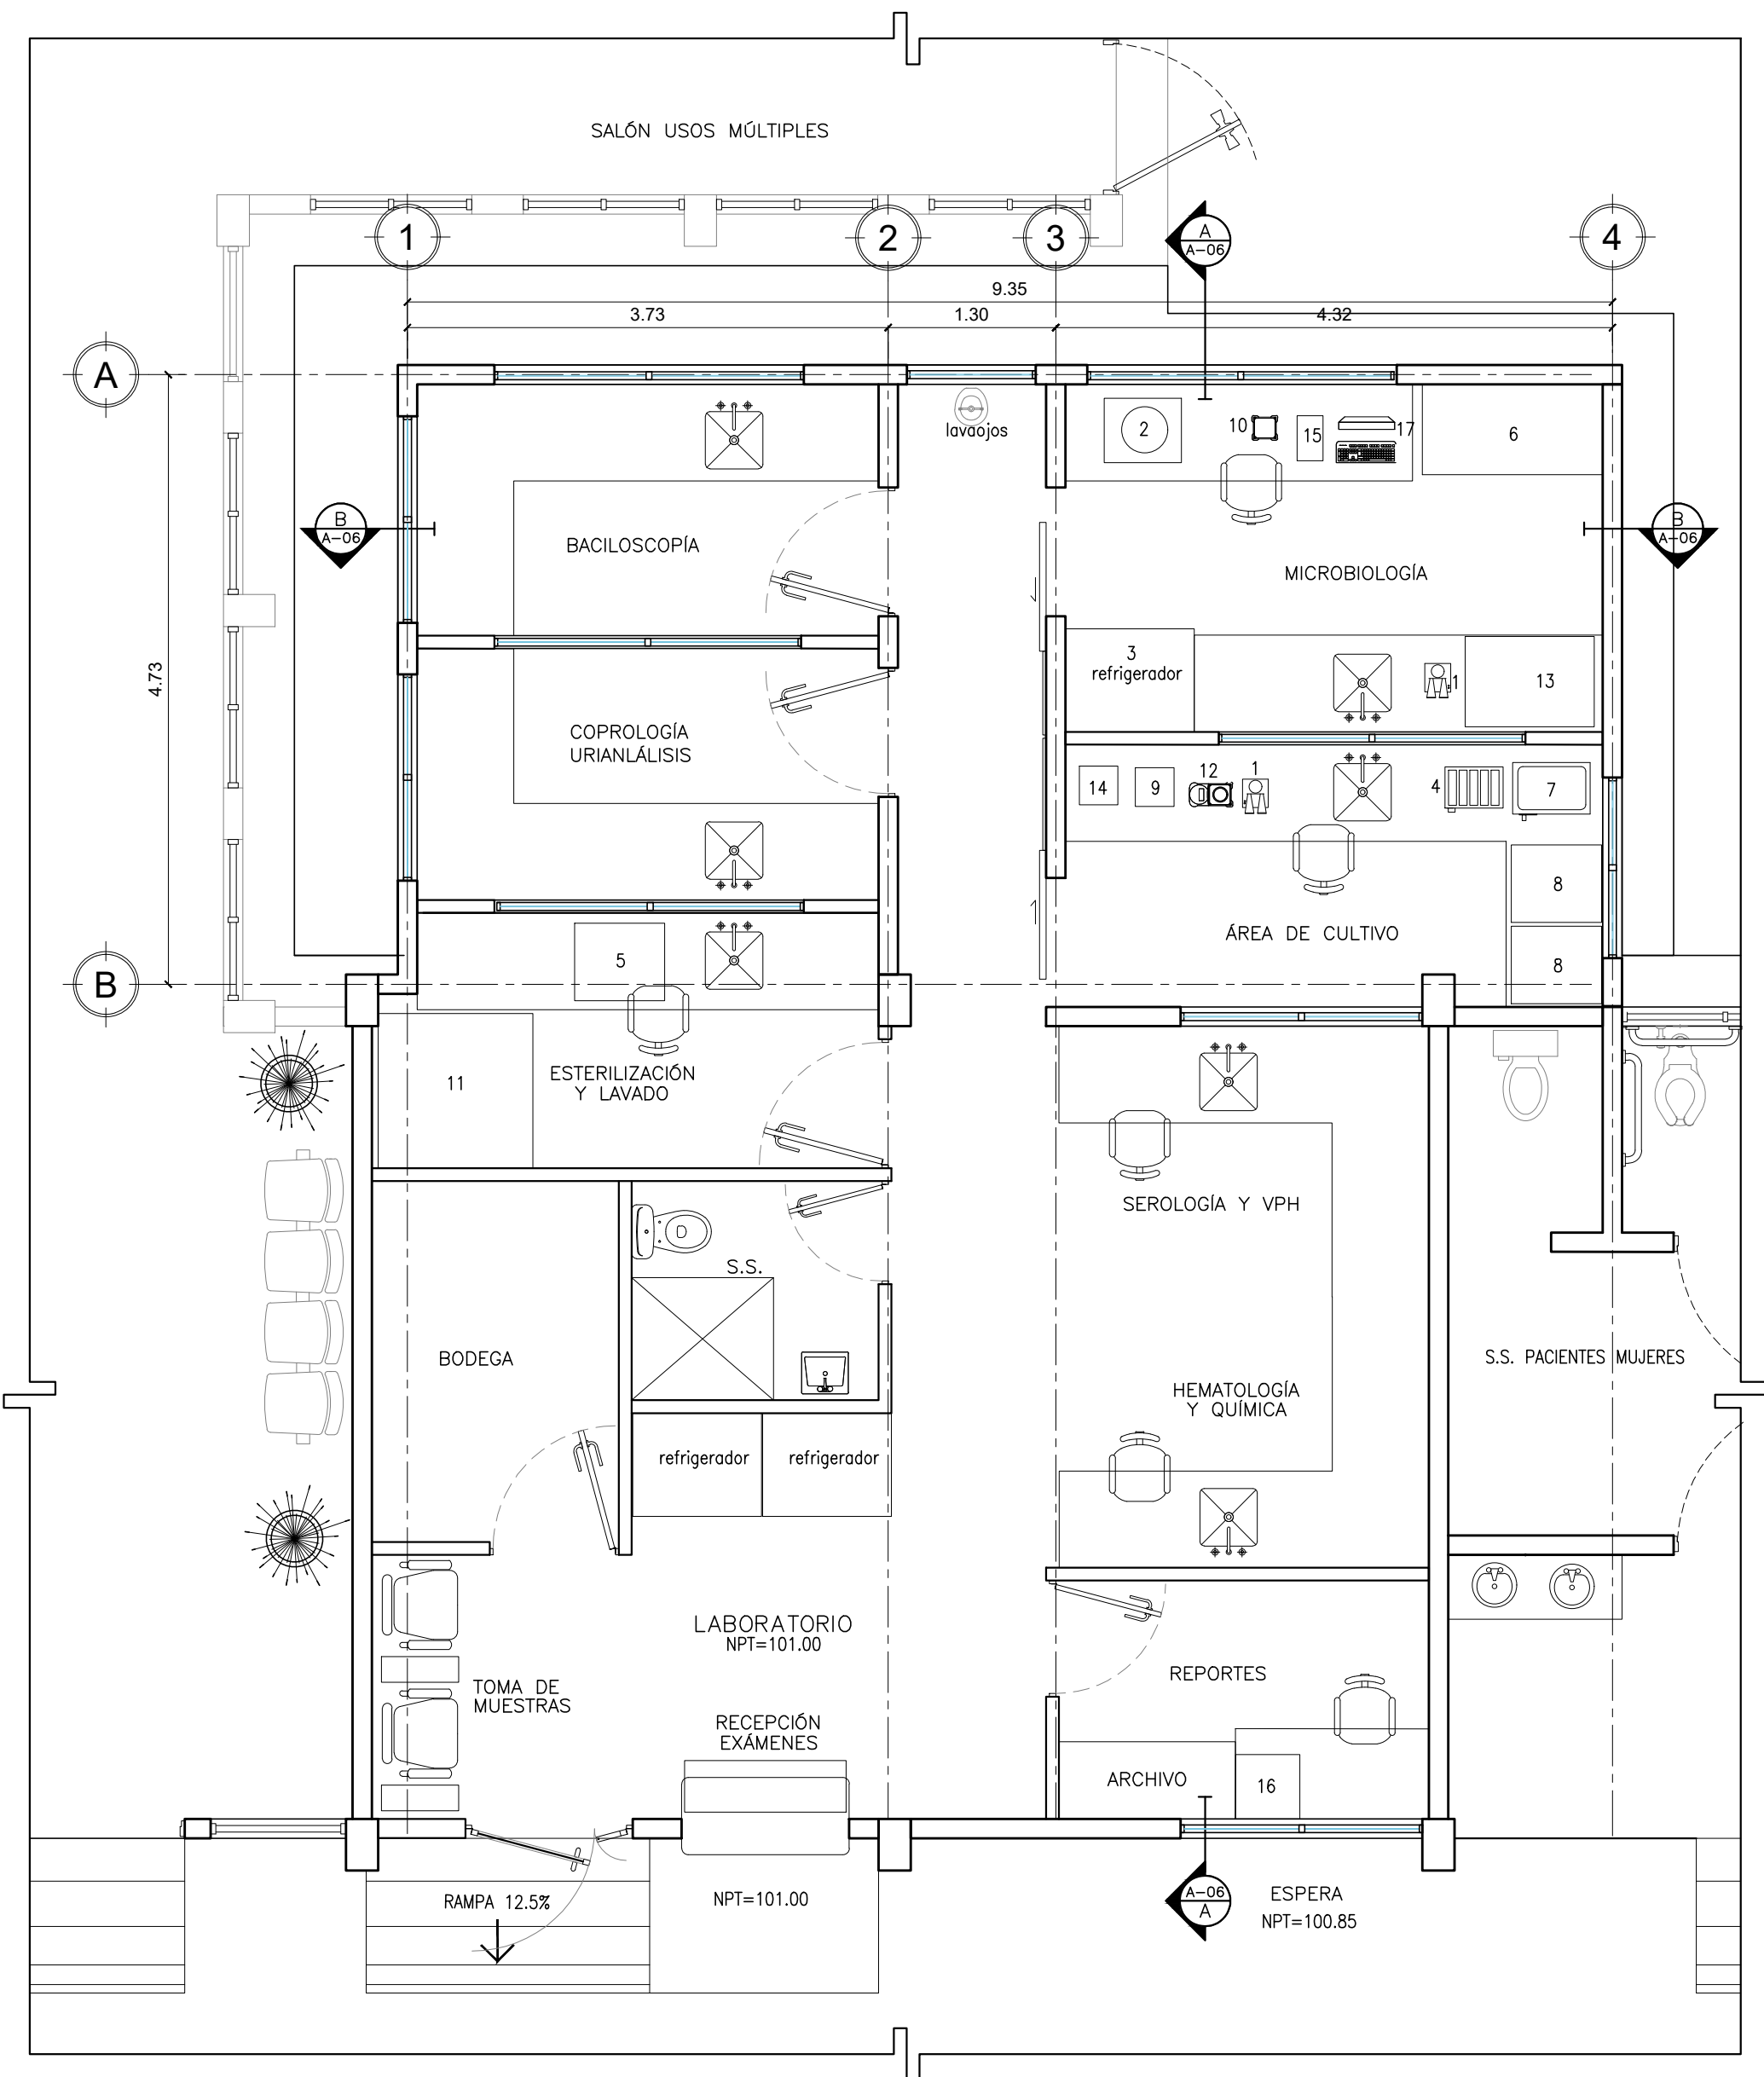 SALÓN USOS MÚLTIPLES
1
2
3
4
A
A-06
9.35
3.73
1.30
4.32
A
lavaojos
2
10
15
17
6
B
A-06
B
A-06
BACILOSCOPÍA
MICROBIOLOGÍA
4.73
3
refrigerador
1
13
COPROLOGÍA
URIANLÁLISIS
14
9
12
1
4
7
8
ÁREA DE CULTIVO
5
8
B
11
ESTERILIZACIÓN
Y LAVADO
SEROLOGÍA Y VPH
S.S.
BODEGA
S.S. PACIENTES MUJERES
HEMATOLOGÍA
Y QUÍMICA
refrigerador
refrigerador
LABORATORIO
NPT=101.00
REPORTES
TOMA DE
MUESTRAS
RECEPCIÓN
EXÁMENES
ARCHIVO
16
RAMPA 12.5%
NPT=101.00
A-06
A
ESPERA
NPT=100.85